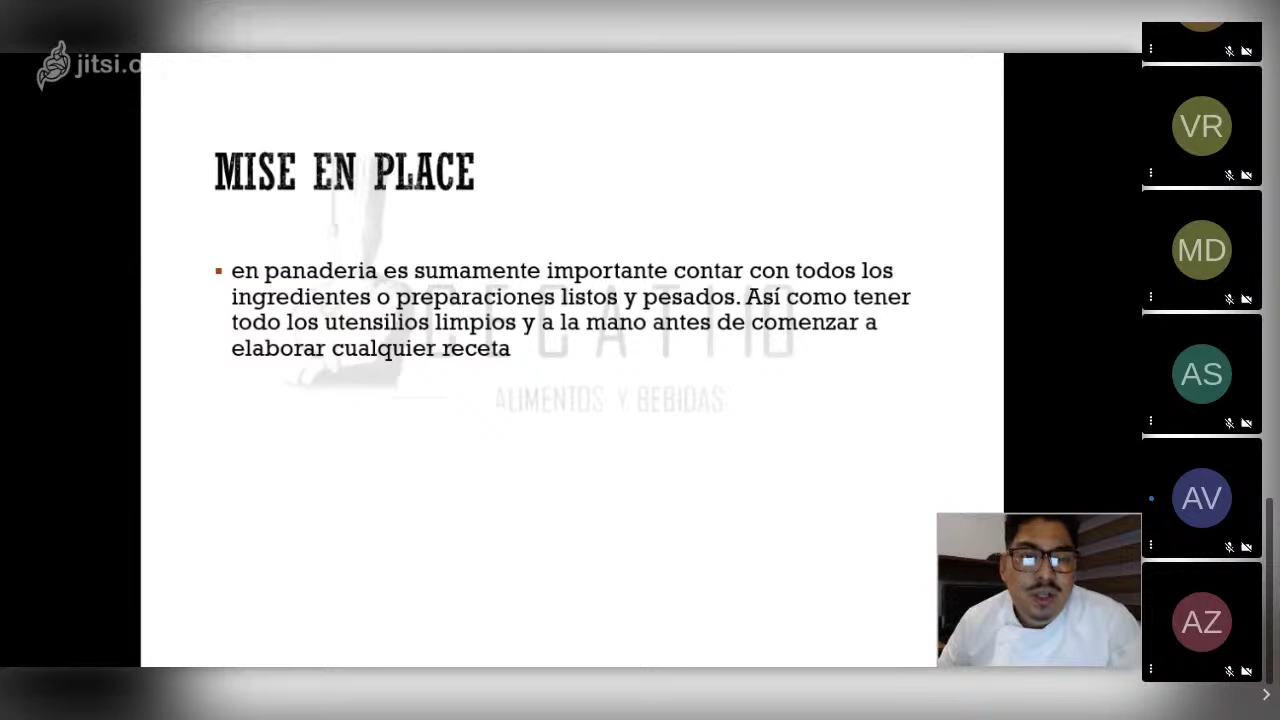 jitsi.o
MISE EN PLACE
en panaderia es sumamente importante contar con todos los
ingredientes o preparaciones listos y pesados. Así como tener
todo los utensilios limpios y a la mano antes de comenzar a
elaborar cualquier receta
ALIMENTOS Y BEBIDAS
VR
MD
AS
AV
AZ